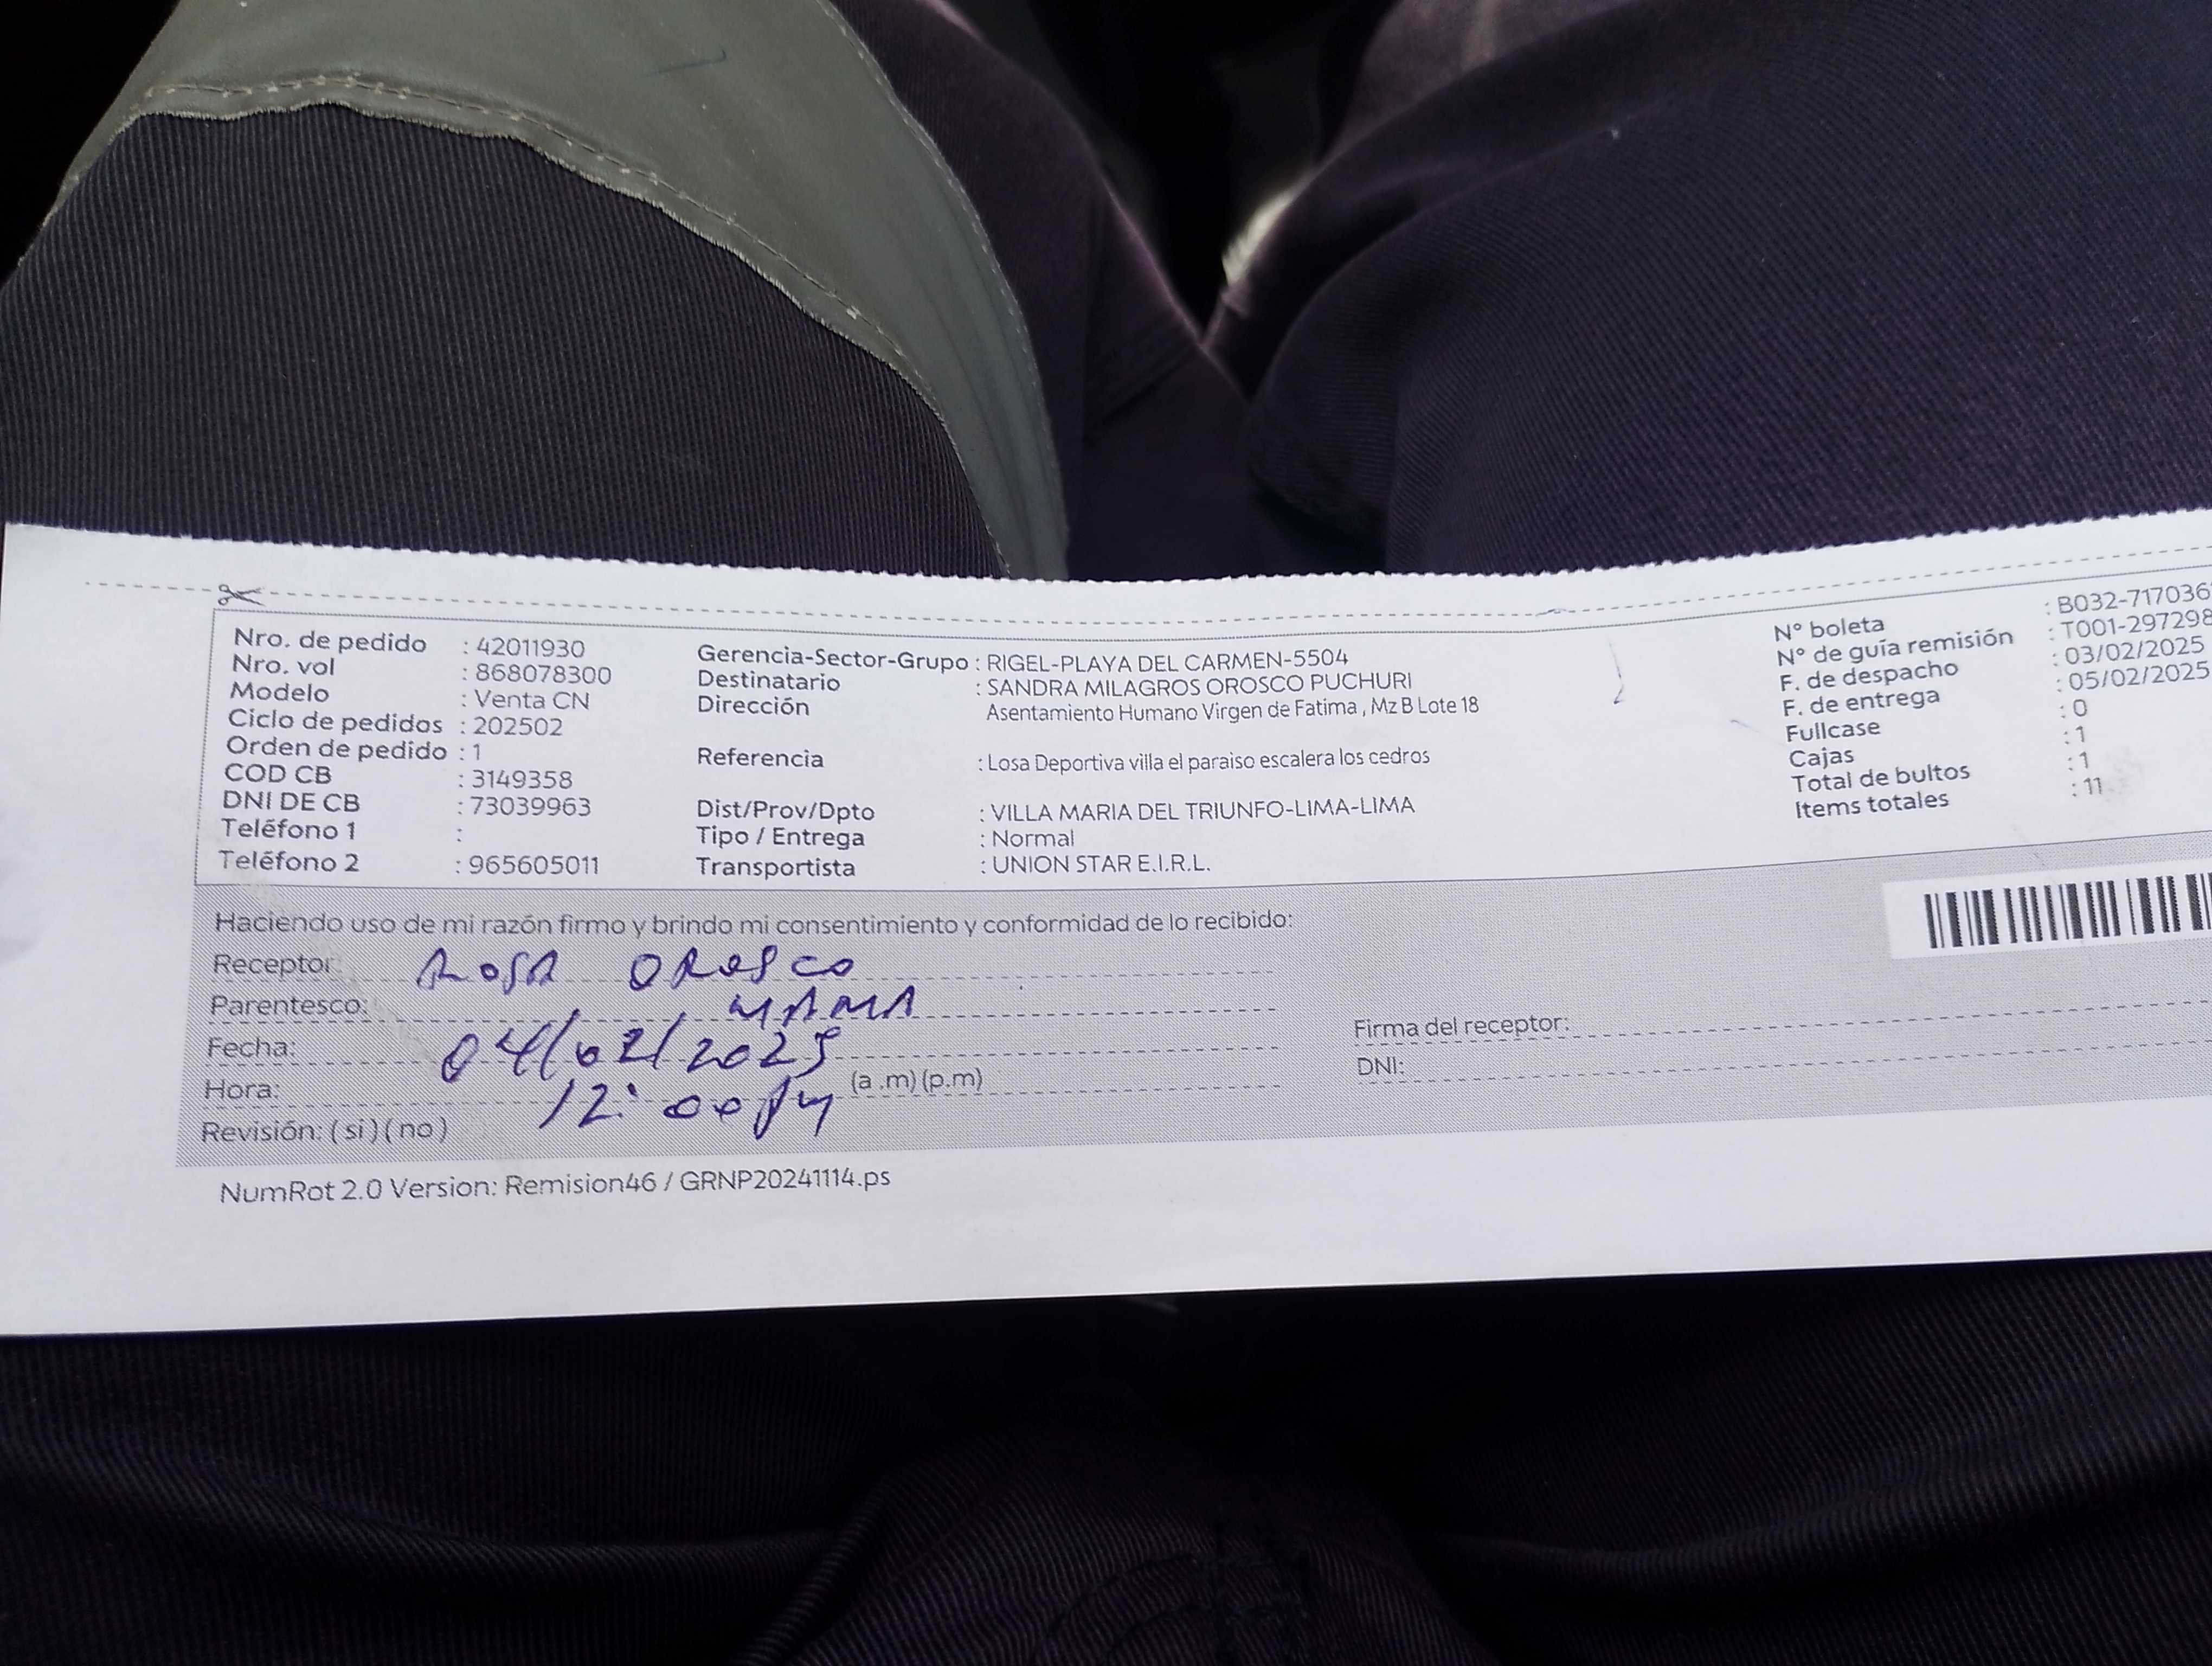 Nro. de pedido : 42011930
Nro. vol : 868078300
Modelo : Venta CN
Ciclo de pedidos : 202502
Orden de pedido : 1
COD CB : 3149358
DNI DE CB : 73039963
Teléfono 1 :
Teléfono 2 : 965605011
Gerencia-Sector-Grupo : RIGEL-PLAYA DEL CARMEN-5504
Destinatario : SANDRA MILAGROS OROSCO PUCHURI
Dirección Asentamiento Humano Virgen de Fatima , Mz B Lote 18
Referencia : Losa Deportiva villa el paraiso escalera los cedros
Dist/Prov/Dpto : VILLA MARIA DEL TRIUNFO-LIMA-LIMA
Tipo / Entrega : Normal
Transportista : UNION STAR E.I.R.L.
N° boleta : B032-717036
N° de guía remisión : T001-297298
F. de despacho : 03/02/2025
F. de entrega : 05/02/2025
Fullcase : 0
Cajas : 1
Total de bultos : 1
Items totales : 11
Haciendo uso de mi razón firmo y brindo mi consentimiento y conformidad de lo recibido:
Receptor: ROSA OROSCO
Parentesco: MAMA
Fecha: 04/02/2025
Hora: 12:00 PM (a .m) (p.m)
Revisión: ( si ) ( no )
Firma del receptor:
DNI:
NumRot 2.0 Version: Remision46 / GRNP20241114.ps